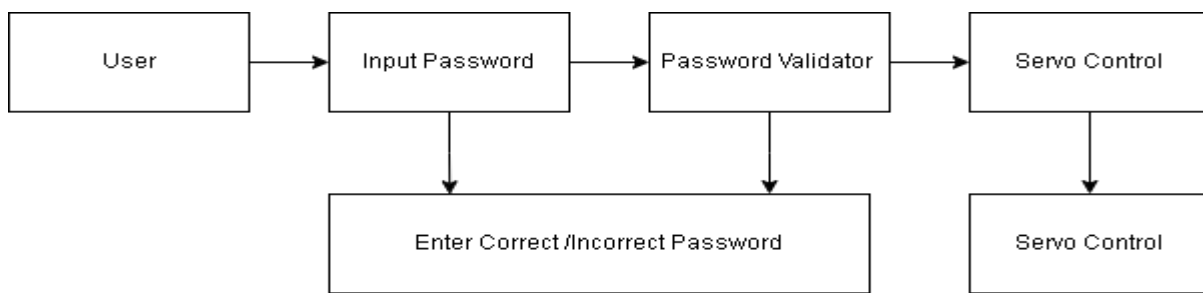 User
Input Password
Password Validator
Servo Control
Enter Correct /Incorrect Password
Servo Control